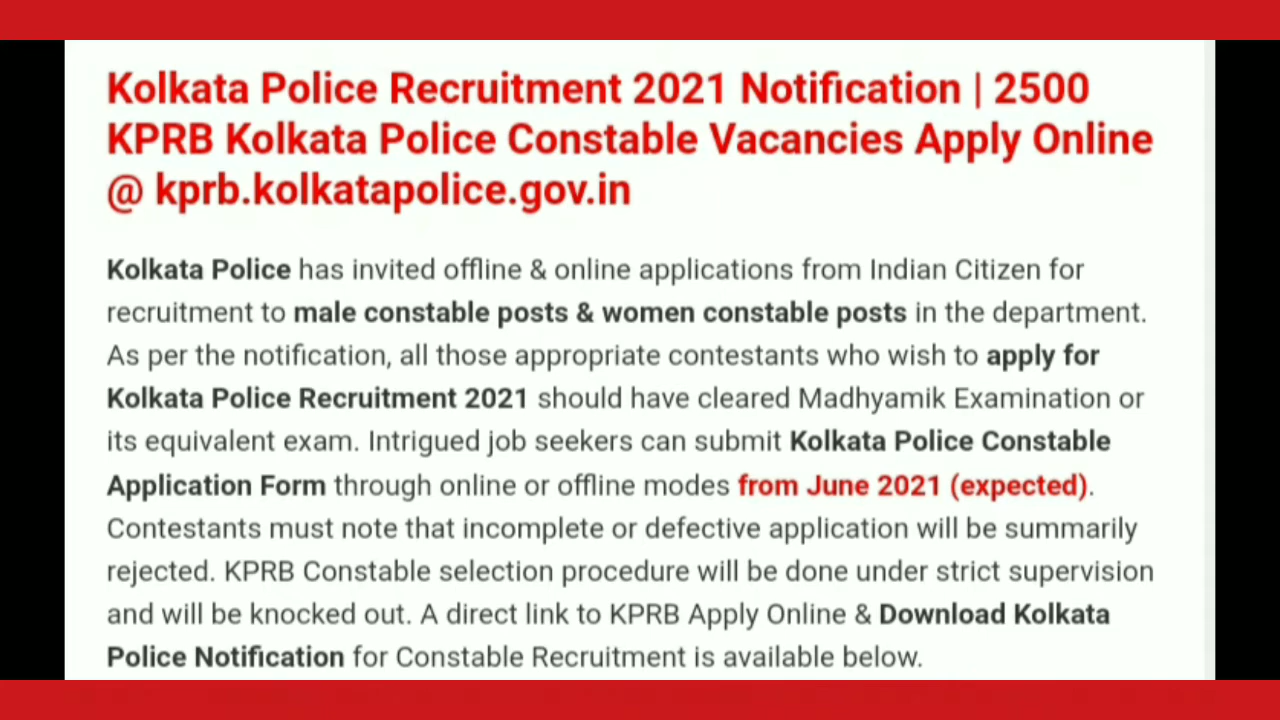 Kolkata Police Recruitment 2021 Notification | 2500
KPRB Kolkata Police Constable Vacancies Apply Online
@ kprb.kolkatapolice.gov.in
Kolkata Police has invited offline & online applications from Indian Citizen for
recruitment to male constable posts & women constable posts in the department.
As per the notification, all those appropriate contestants who wish to apply for
Kolkata Police Recruitment 2021 should have cleared Madhyamik Examination or
its equivalent exam. Intrigued job seekers can submit Kolkata Police Constable
Application Form through online or offline modes from June 2021 (expected).
Contestants must note that incomplete or defective application will be summarily
rejected. KPRB Constable selection procedure will be done under strict supervision
and will be knocked out. A direct link to KPRB Apply Online & Download Kolkata
Police Notification for Constable Recruitment is available below.